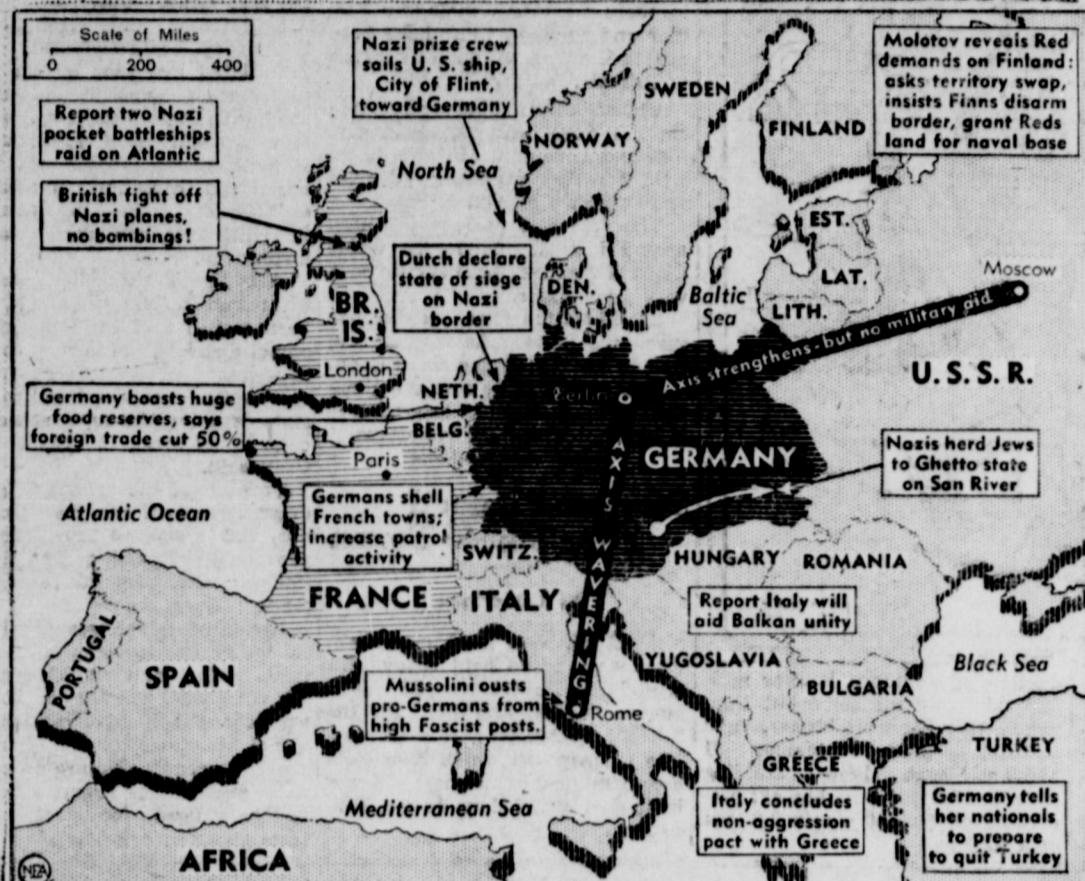 Scale of Miles
0 200 400
Nazi prize crew
sails U. S. ship,
City of Flint,
toward Germany
Molotov reveals Red
demands on Finland:
asks territory swap,
insists Finns disarm
border, grant Reds
land for naval base
Report two Nazi
pocket battleships
raid on Atlantic
British fight off
Nazi planes,
no bombings!
North Sea
NORWAY
SWEDEN
FINLAND
Dutch declare
state of siege
on Nazi
border
DEN.
Baltic
Sea
EST.
LAT.
LITH.
Moscow
BR.
IS.
London
Axis strengthens-but no military aid
U. S. S. R.
Germany boasts huge
food reserves, says
foreign trade cut 50%
NETH.
BELG.
Berlin
GERMANY
AXIS WAVERING
Nazis herd Jews
to Ghetto state
on San River
Paris
Atlantic Ocean
Germans shell
French towns;
increase patrol
activity
SWITZ.
HUNGARY
ROMANIA
FRANCE
ITALY
Report Italy will
aid Balkan unity
PORTUGAL
SPAIN
YUGOSLAVIA
Black Sea
BULGARIA
Mussolini ousts
pro-Germans from
high Fascist posts.
Rome
GREECE
TURKEY
Mediterranean Sea
Italy concludes
non-aggression
pact with Greece
Germany tells
her nationals
to prepare
to quit Turkey
AFRICA
NEA